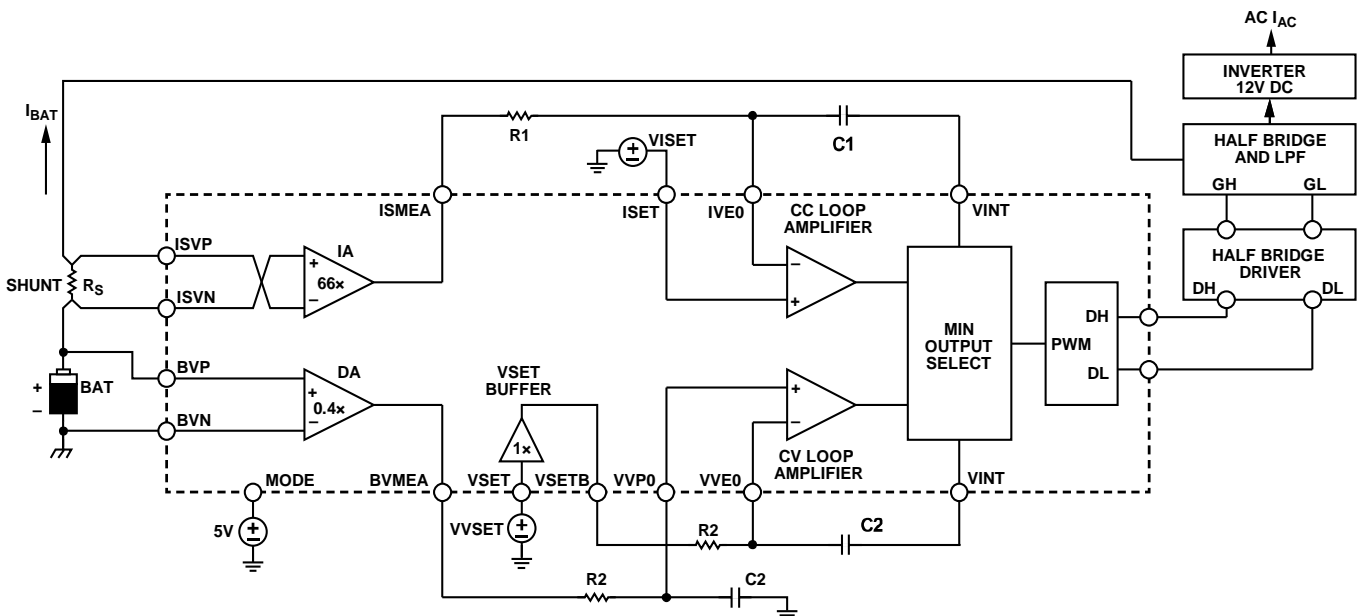 AC IAC
INVERTER
12V DC
IBAT
R1
C1
VISET
HALF BRIDGE
AND LPF
GH
GL
ISMEA
ISET
IVE0
CC LOOP
AMPLIFIER
VINT
ISVP
IA
+
66×
−
−
+
HALF BRIDGE
DRIVER
DH
DL
SHUNT
RS
ISVN
MIN
OUTPUT
SELECT
DH
PWM
DL
BVP
DA
VSET
BUFFER
+
BAT
−
+
0.4×
−
+
−
BVN
1×
CV LOOP
AMPLIFIER
MODE
BVMEA
VSET
VSETB
VVP0
VVE0
VINT
5V
±
VVSET
±
R2
C2
R2
C2